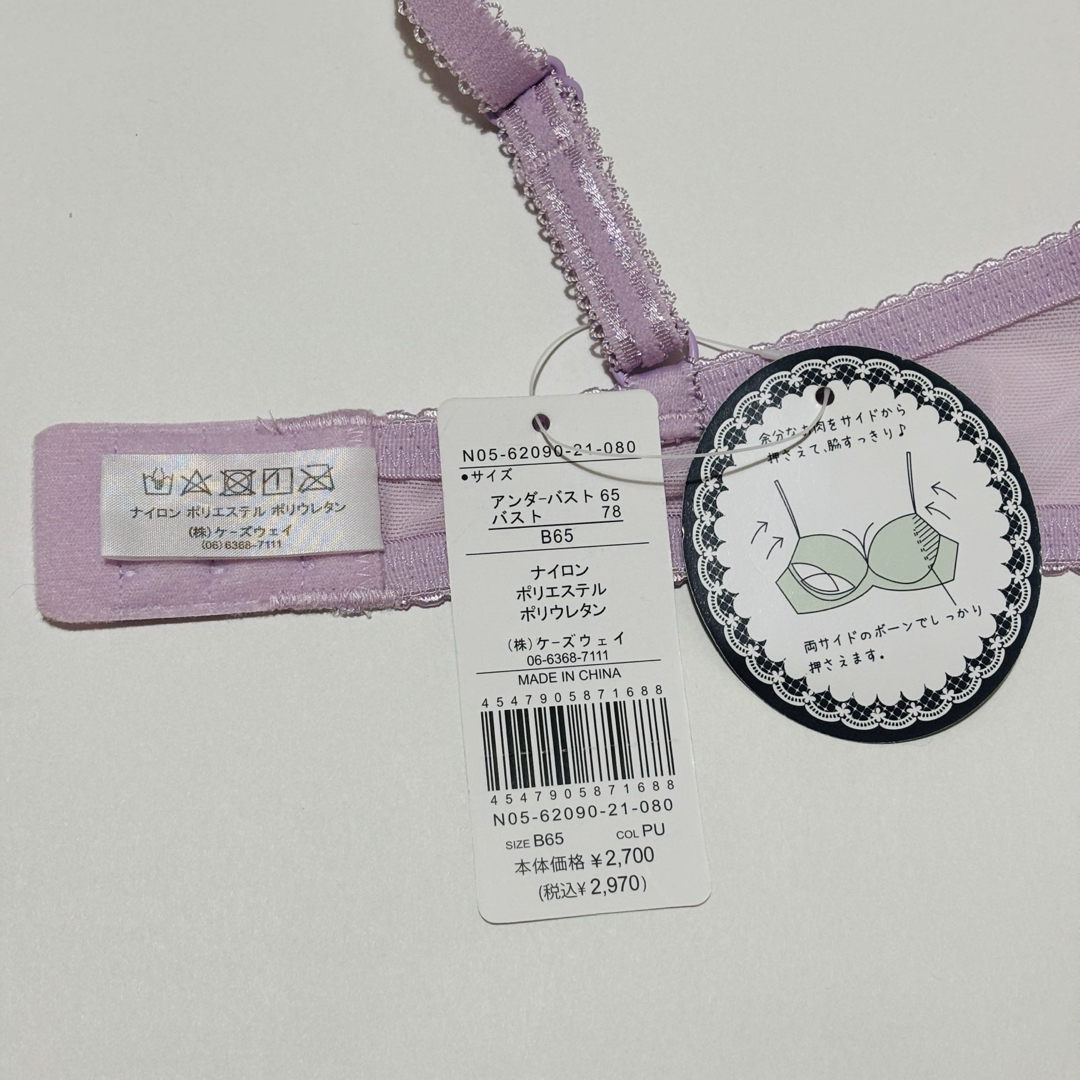 ナイロン ポリエステル ポリウレタン
(株)ケーズウェイ
(06)6368-7111
N05-62090-21-080
•サイズ
アンダーバスト 65
バスト 78
B65
ナイロン
ポリエステル
ポリウレタン
(株)ケーズウェイ
06-6368-7111
MADE IN CHINA
4547905871688
4547905871688
N05-62090-21-080
SIZE B65 COL PU
本体価格 ¥2,700
(税込¥2,970)
余分なお肉をサイドから
押さえて、脇すっきり♪
両サイドのボーンでしっかり
押さえます。